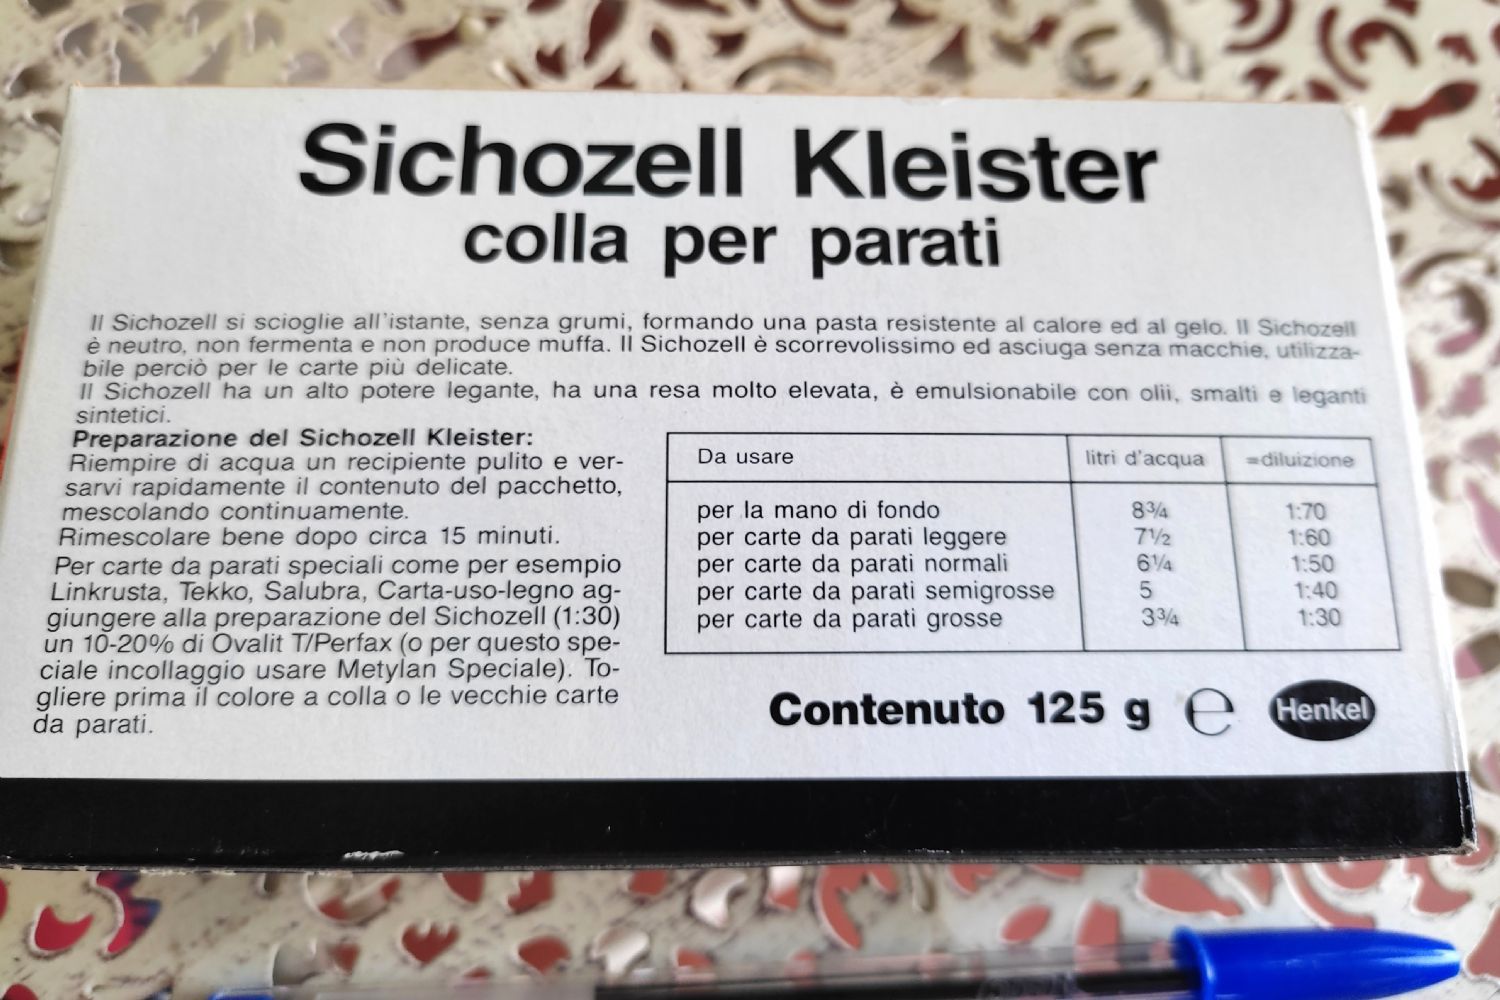 Sichozell Kleister
colla per parati
Il Sichozell si scioglie all'istante, senza grumi, formando una pasta resistente al calore ed al gelo. Il Sichozell
è neutro, non fermenta e non produce muffa. Il Sichozell è scorrevolissimo ed asciuga senza macchie, utilizza-
bile perciò per le carte più delicate.
Il Sichozell ha un alto potere legante, ha una resa molto elevata, è emulsionabile con olii, smalti e leganti
sintetici.
Preparazione del Sichozell Kleister:
Riempire di acqua un recipiente pulito e ver-
sarvi rapidamente il contenuto del pacchetto,
mescolando continuamente.
Rimescolare bene dopo circa 15 minuti.
Per carte da parati speciali come per esempio
Linkrusta, Tekko, Salubra, Carta-uso-legno ag-
giungere alla preparazione del Sichozell (1:30)
un 10-20% di Ovalit T/Perfax (o per questo spe-
ciale incollaggio usare Metylan Speciale). To-
gliere prima il colore a colla o le vecchie carte
da parati.
Da usare litri d'acqua =diluizione
per la mano di fondo 8¾ 1:70
per carte da parati leggere 7½ 1:60
per carte da parati normali 6¼ 1:50
per carte da parati semigrosse 5 1:40
per carte da parati grosse 3¾ 1:30
Contenuto 125 g ℮ Henkel